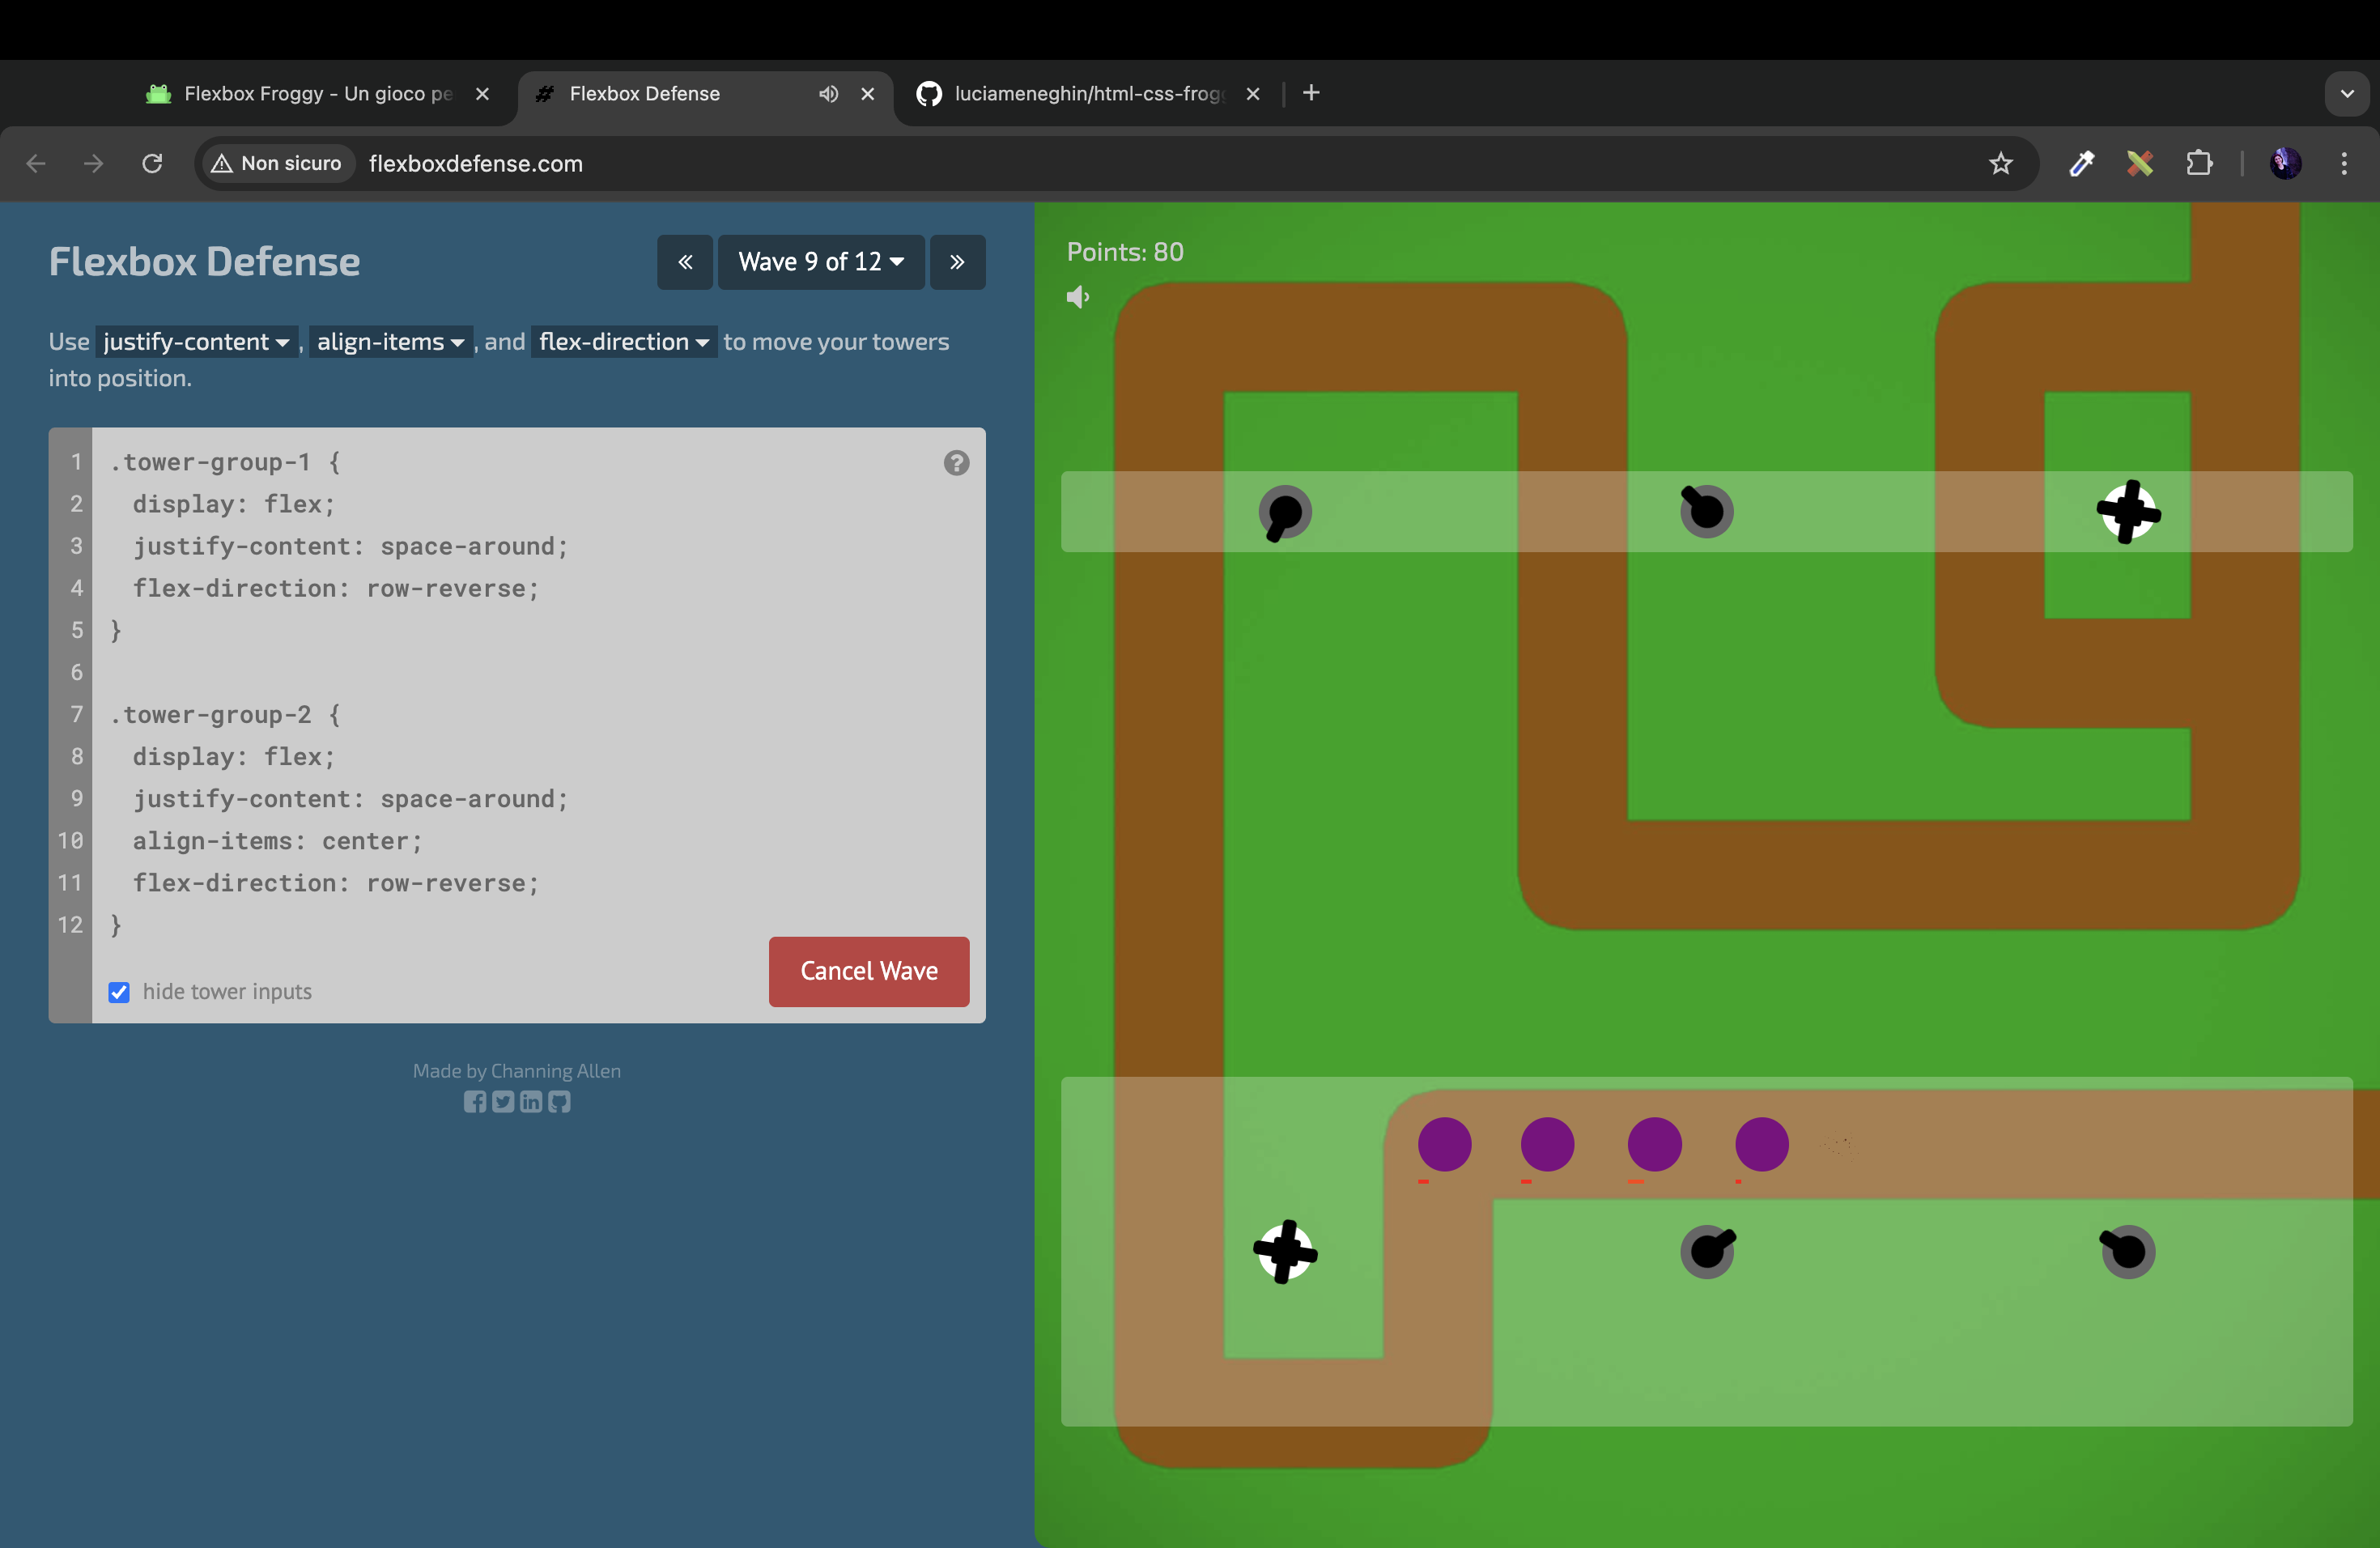 Flexbox Froggy - Un gioco pe
Flexbox Defense
luciameneghin/html-css-frog
Non sicuro
flexboxdefense.com
Flexbox Defense
« Wave 9 of 12 »
Use justify-content, align-items, and flex-direction to move your towers
into position.
1 .tower-group-1 {
2 display: flex;
3 justify-content: space-around;
4 flex-direction: row-reverse;
5 }
6
7 .tower-group-2 {
8 display: flex;
9 justify-content: space-around;
10 align-items: center;
11 flex-direction: row-reverse;
12 }
?
hide tower inputs
Cancel Wave
Made by Channing Allen
Points: 80